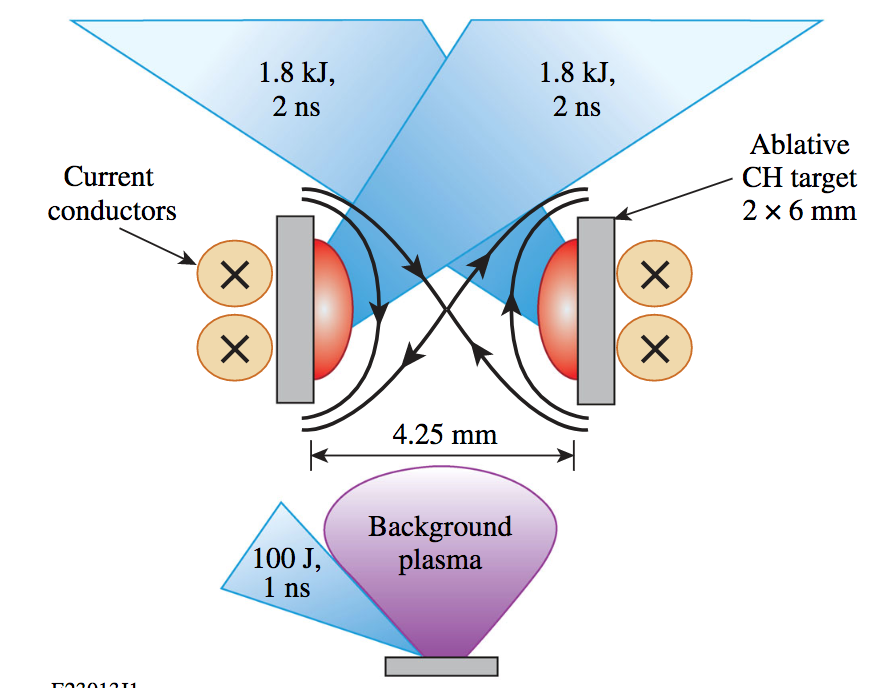 1.8 kJ,
2 ns
1.8 kJ,
2 ns
Ablative
CH target
2 × 6 mm
Current
conductors
4.25 mm
Background
plasma
100 J,
1 ns